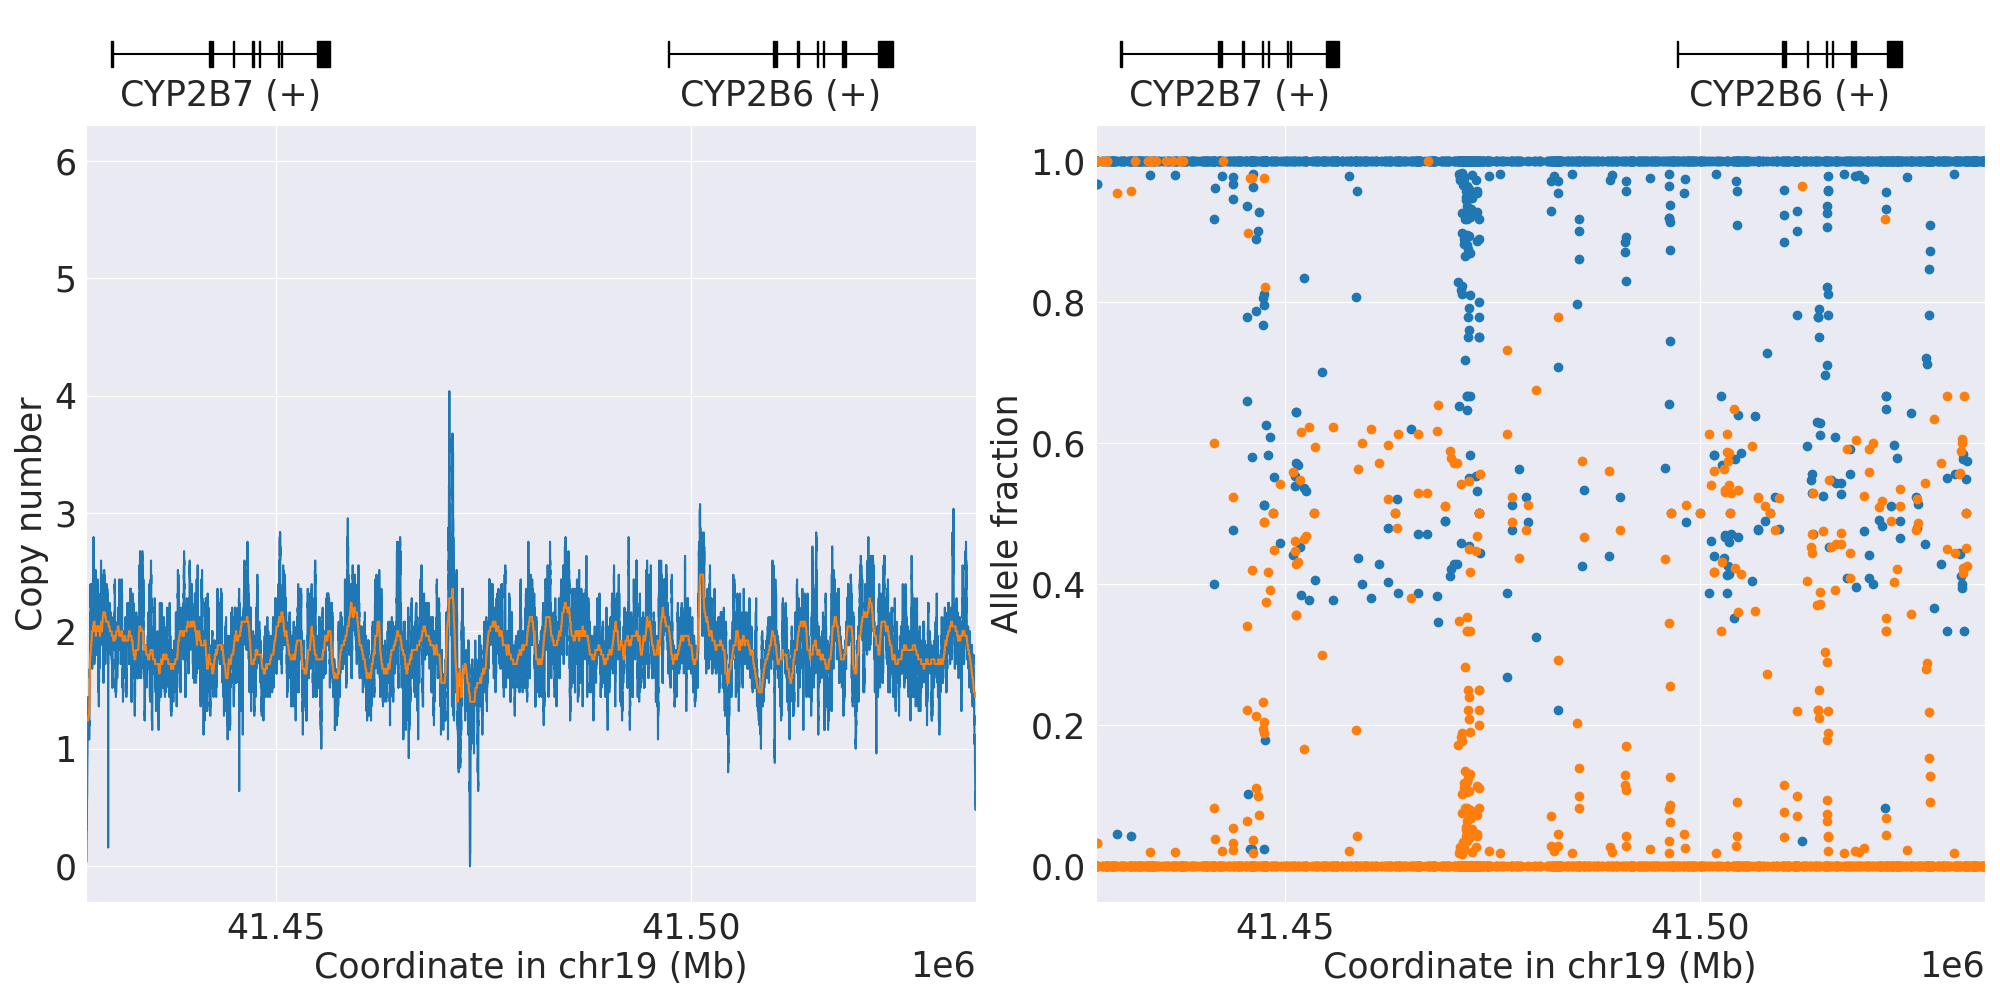 CYP2B7 (+)
CYP2B6 (+)
6
5
4
3
2
1
0
Copy number
41.45
41.50
Coordinate in chr19 (Mb)
1e6
CYP2B7 (+)
CYP2B6 (+)
1.0
0.8
0.6
0.4
0.2
0.0
Allele fraction
41.45
41.50
Coordinate in chr19 (Mb)
1e6